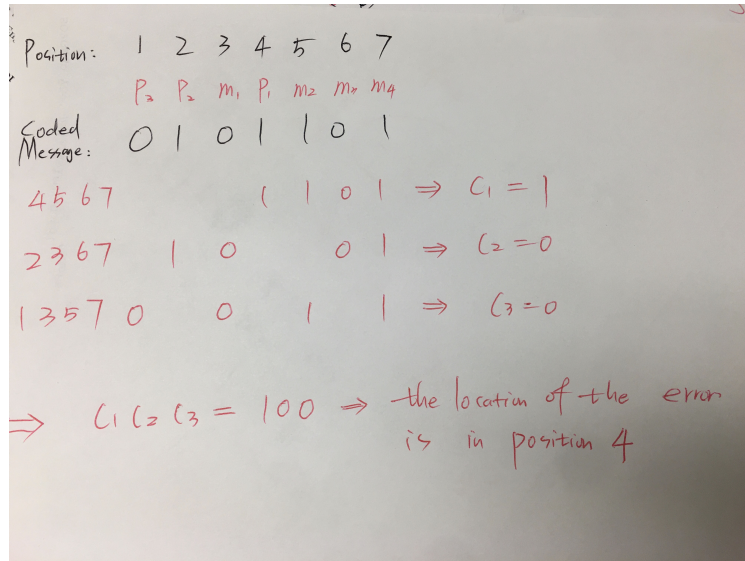 Position: 1 2 3 4 5 6 7
P₃ P₂ m₁ P₁ m₂ m₃ m₄
Coded
Message: 0 1 0 1 1 0 1
4567 1 1 0 1 ⇒ C₁ = 1
2367 1 0 0 1 ⇒ C₂ = 0
1357 0 0 1 1 ⇒ C₃ = 0
⇒ C₁ C₂ C₃ = 100 ⇒ the location of the error
is in position 4